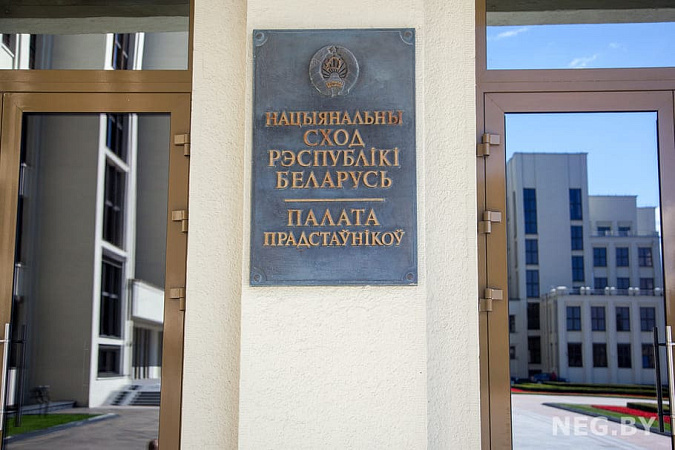 НАЦЫЯНАЛЬНЫ
СХОД
РЭСПУБЛІКІ
БЕЛАРУСЬ
ПАЛАТА
ПРАДСТАЎНІКОЎ
NEG.BY